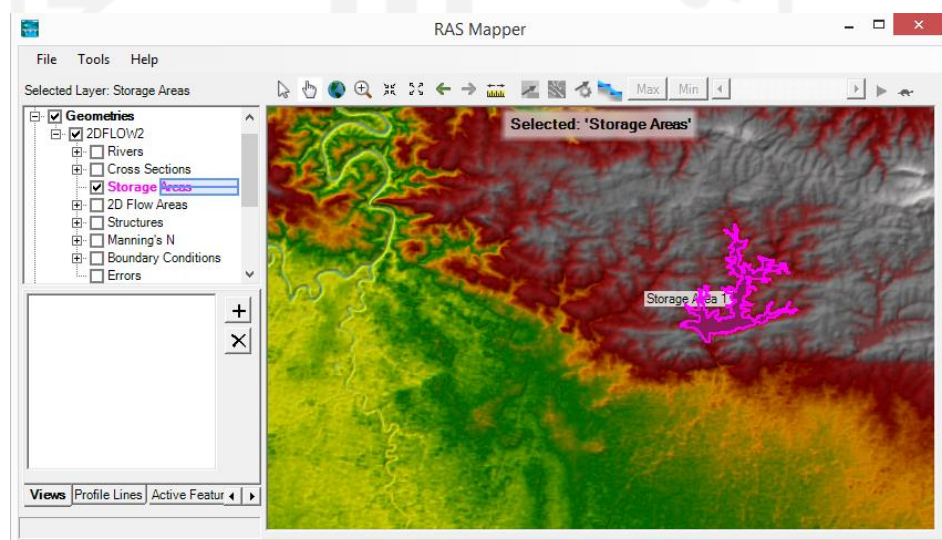 RAS Mapper
File Tools Help
Selected Layer: Storage Areas
Max Min
Geometries
2DFLOW2
Rivers
Cross Sections
Storage Areas
2D Flow Areas
Structures
Manning's N
Boundary Conditions
Errors
Selected: 'Storage Areas'
Storage Area 1
Views Profile Lines Active Featur